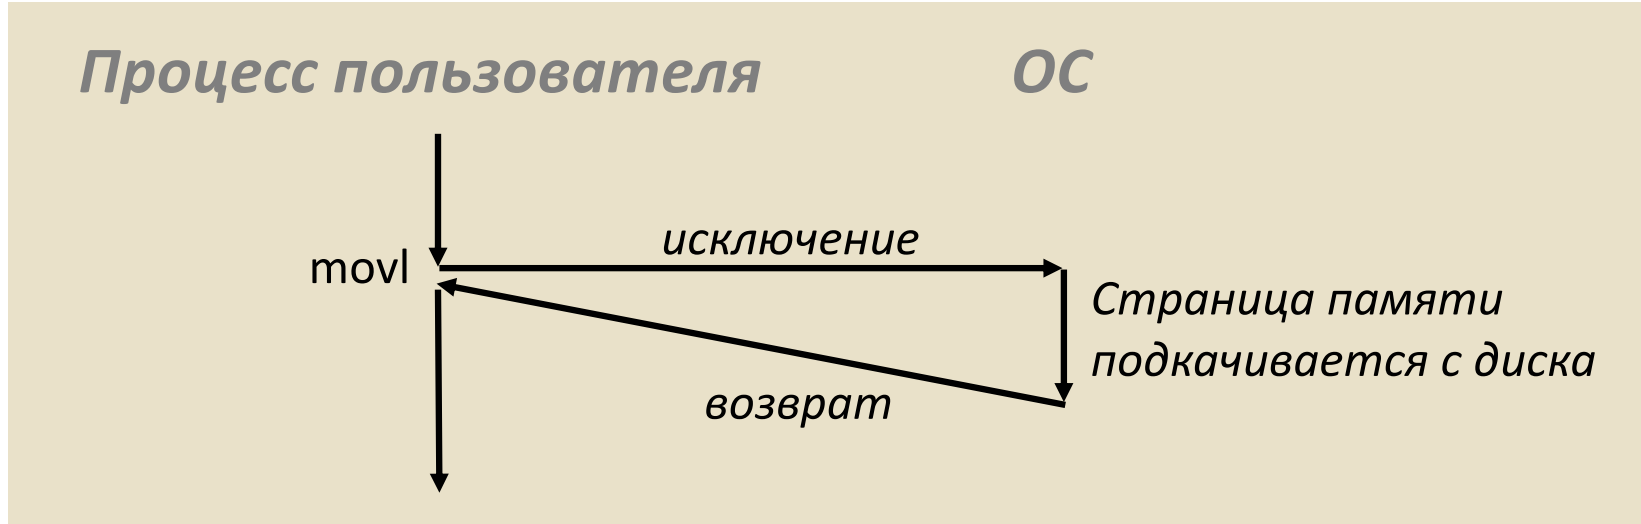 Процесс пользователя ОС
исключение
movl
Страница памяти
подкачивается с диска
возврат